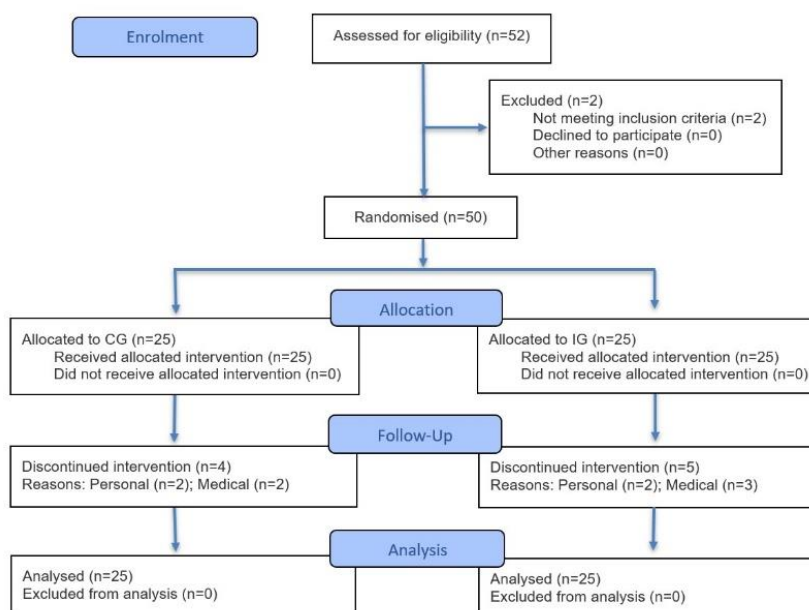 Enrolment
Assessed for eligibility (n=52)
Excluded (n=2)
Not meeting inclusion criteria (n=2)
Declined to participate (n=0)
Other reasons (n=0)
Randomised (n=50)
Allocation
Allocated to CG (n=25)
Received allocated intervention (n=25)
Did not receive allocated intervention (n=0)
Allocated to IG (n=25)
Received allocated intervention (n=25)
Did not receive allocated intervention (n=0)
Follow-Up
Discontinued intervention (n=4)
Reasons: Personal (n=2); Medical (n=2)
Discontinued intervention (n=5)
Reasons: Personal (n=2); Medical (n=3)
Analysis
Analysed (n=25)
Excluded from analysis (n=0)
Analysed (n=25)
Excluded from analysis (n=0)